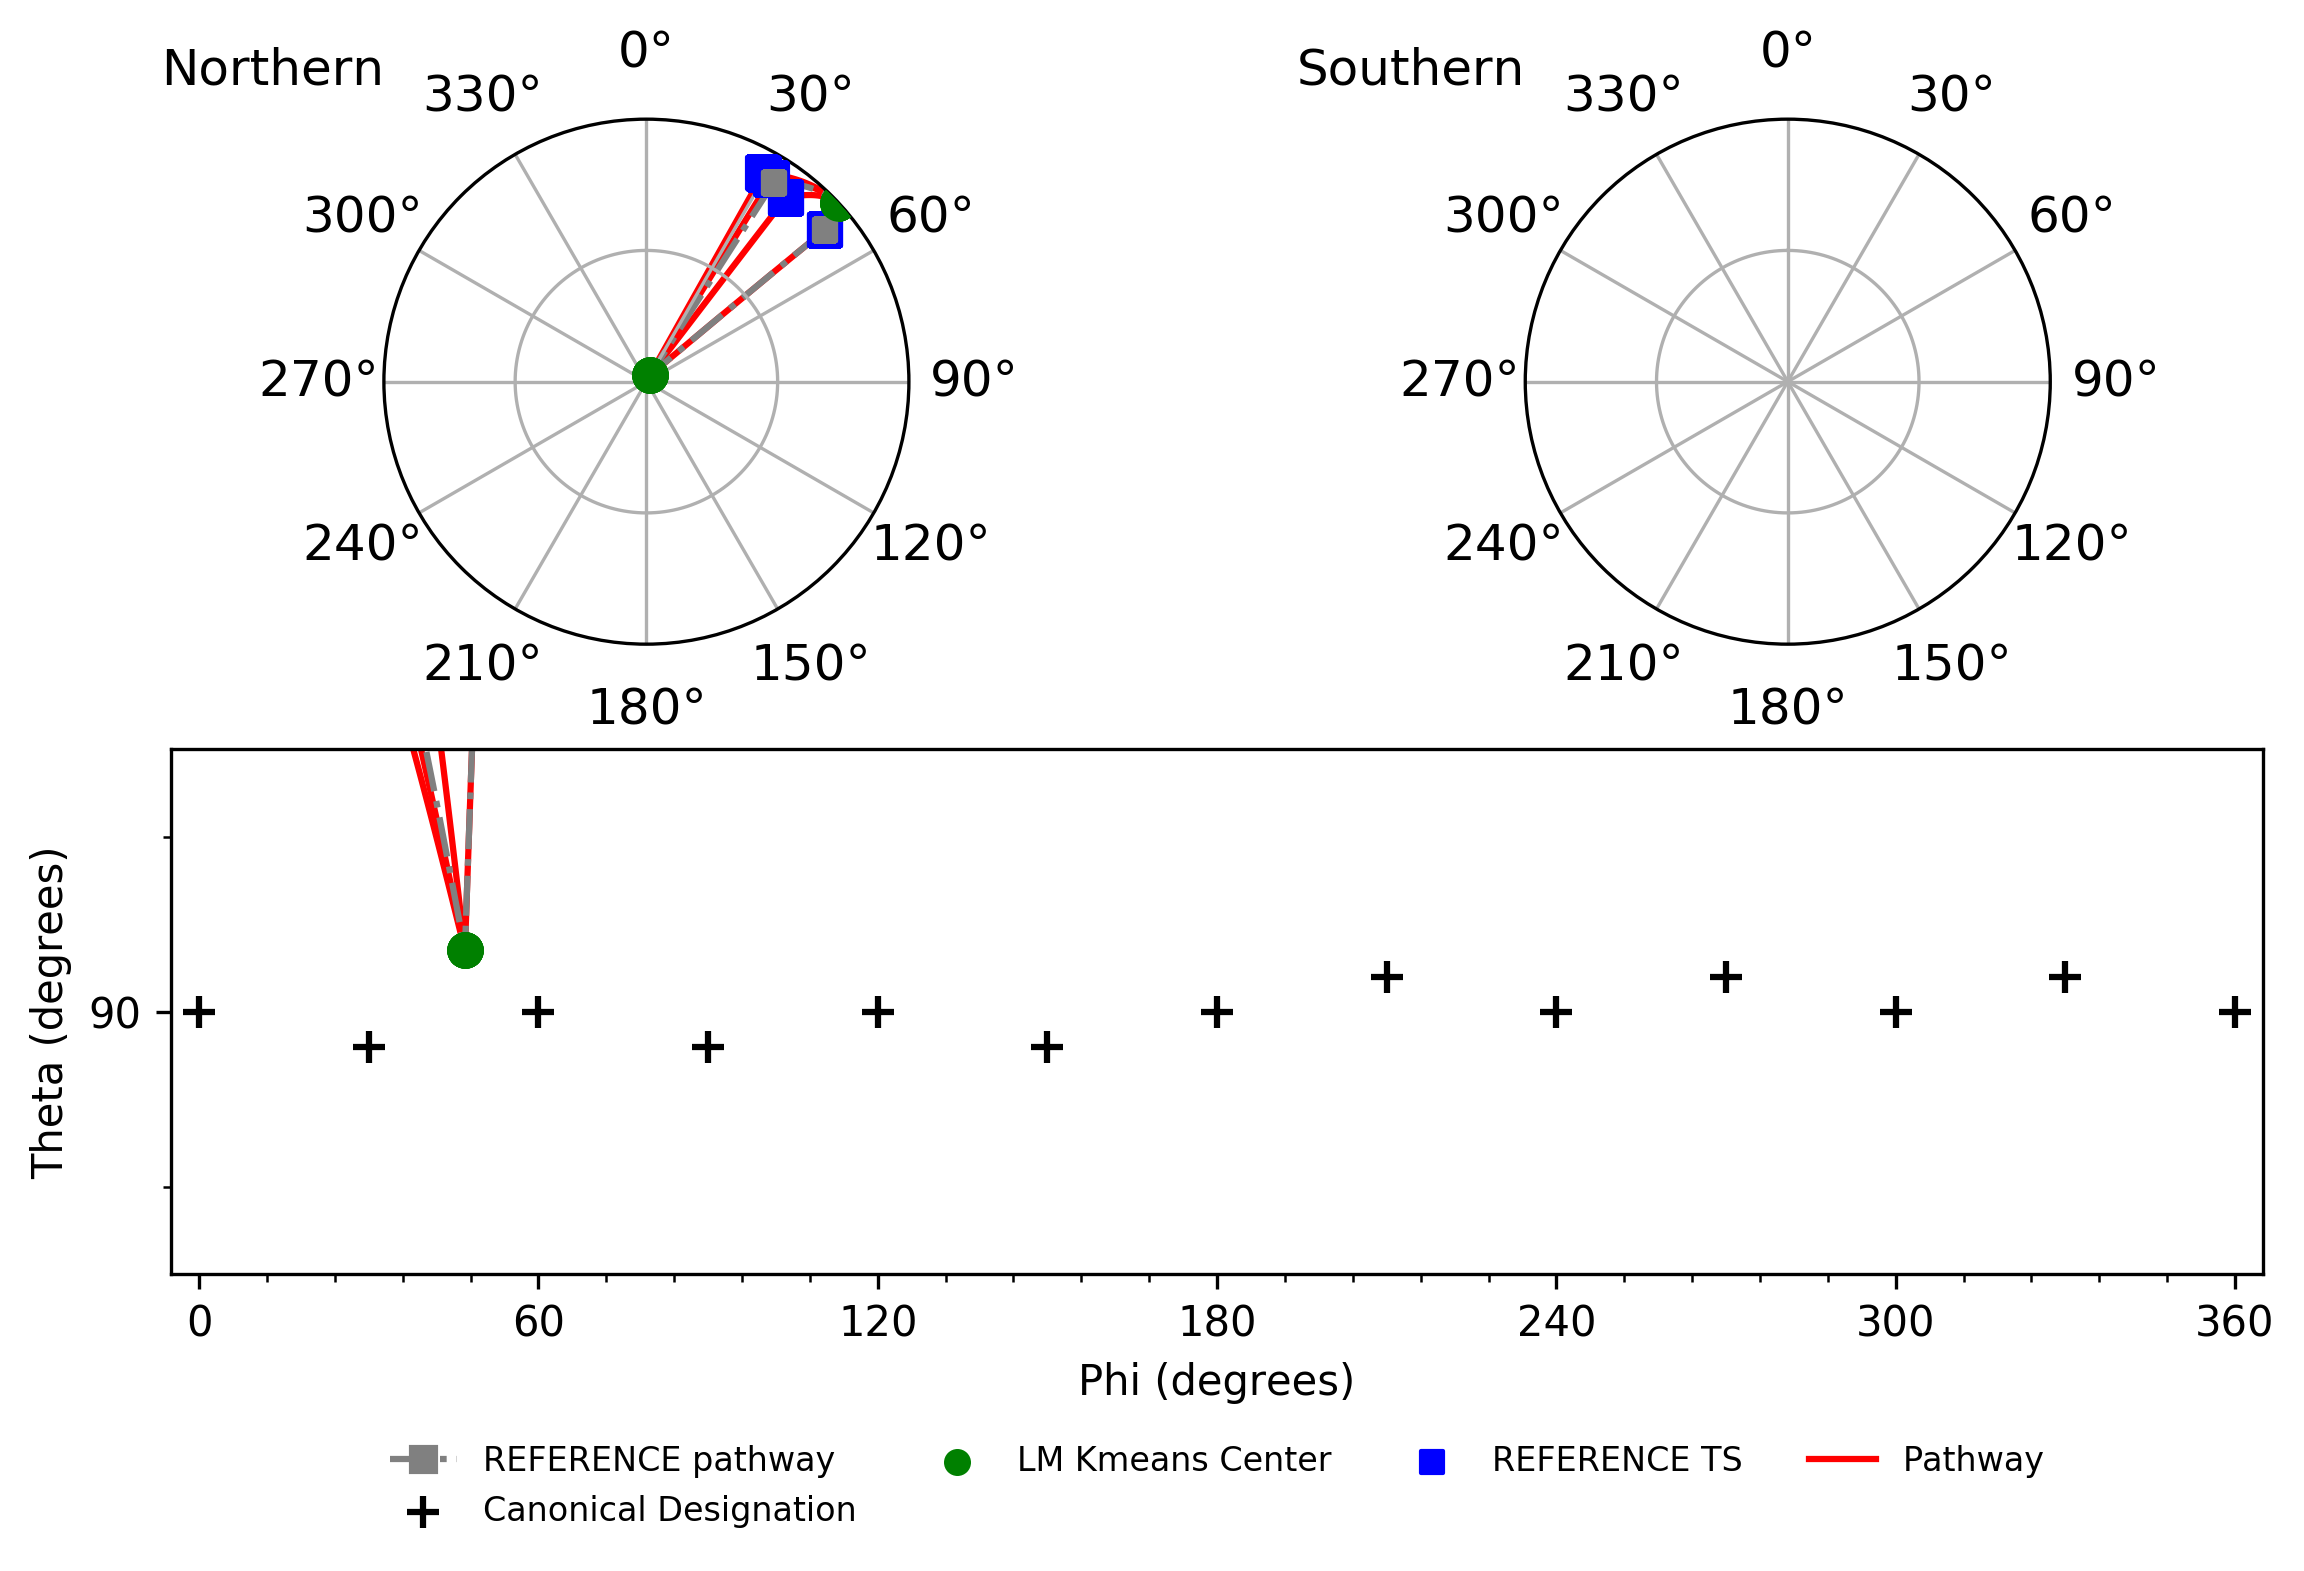 Northern
0°
330°
30°
300°
60°
270°
90°
240°
120°
210°
150°
180°
Southern
0°
330°
30°
300°
60°
270°
90°
240°
120°
210°
150°
180°
Theta (degrees)
90
0 60 120 180 240 300 360
Phi (degrees)
REFERENCE pathway
LM Kmeans Center
REFERENCE TS
Pathway
Canonical Designation